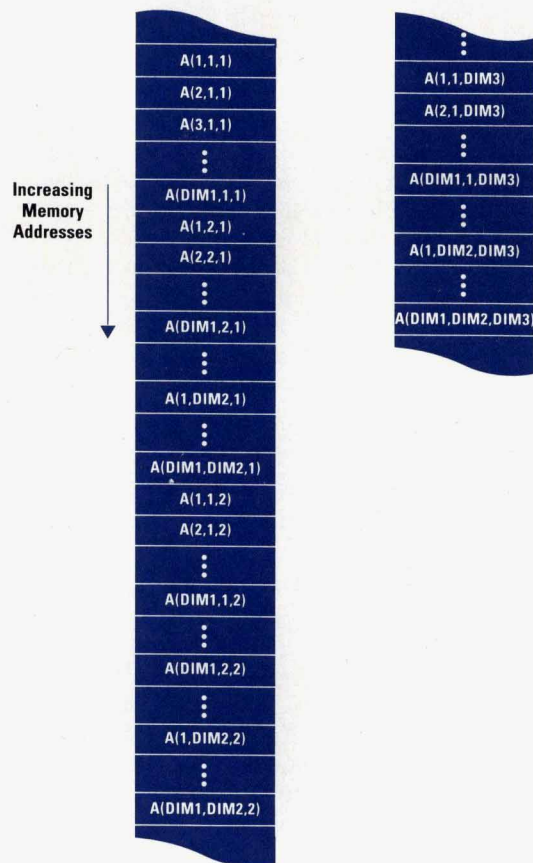 Increasing
Memory
Addresses
A(1,1,1)
A(2,1,1)
A(3,1,1)
A(DIM1,1,1)
A(1,2,1)
A(2,2,1)
A(DIM1,2,1)
A(1,DIM2,1)
A(DIM1,DIM2,1)
A(1,1,2)
A(2,1,2)
A(DIM1,1,2)
A(DIM1,2,2)
A(1,DIM2,2)
A(DIM1,DIM2,2)
A(1,1,DIM3)
A(2,1,DIM3)
A(DIM1,1,DIM3)
A(1,DIM2,DIM3)
A(DIM1,DIM2,DIM3)